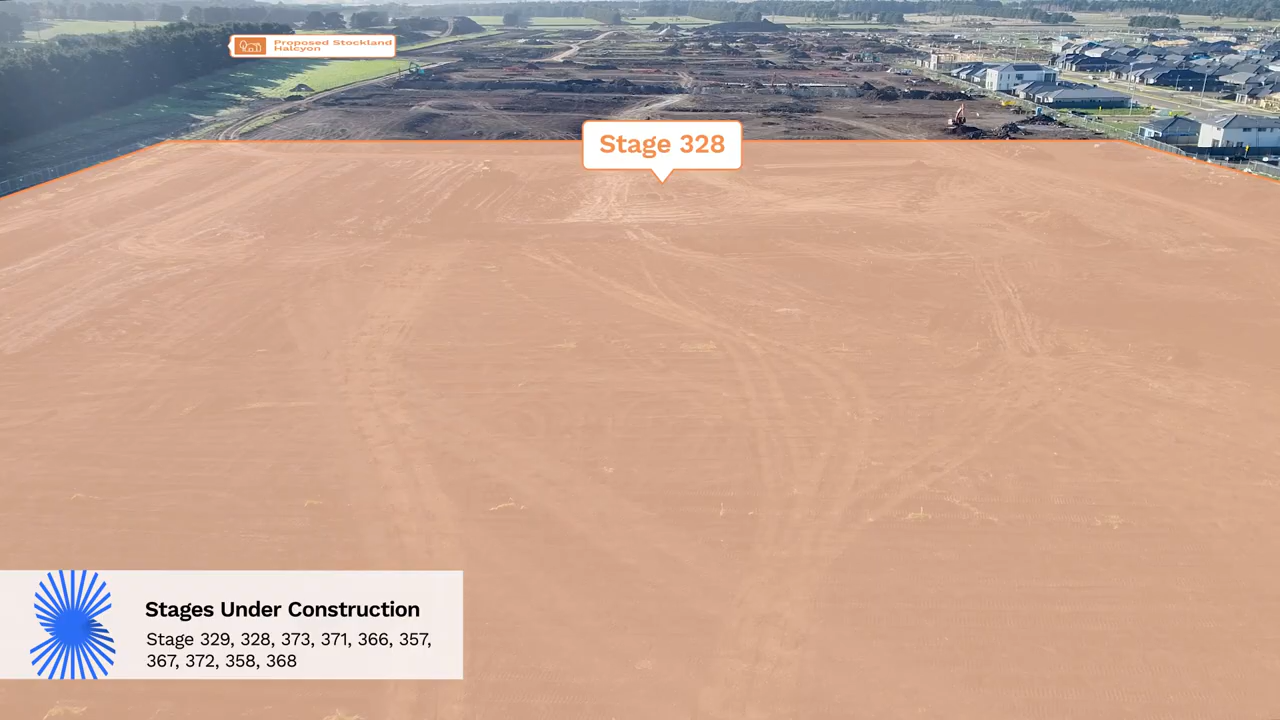 Proposed Stockland
Halcyon
Stage 328
Stages Under Construction
Stage 329, 328, 373, 371, 366, 357,
367, 372, 358, 368